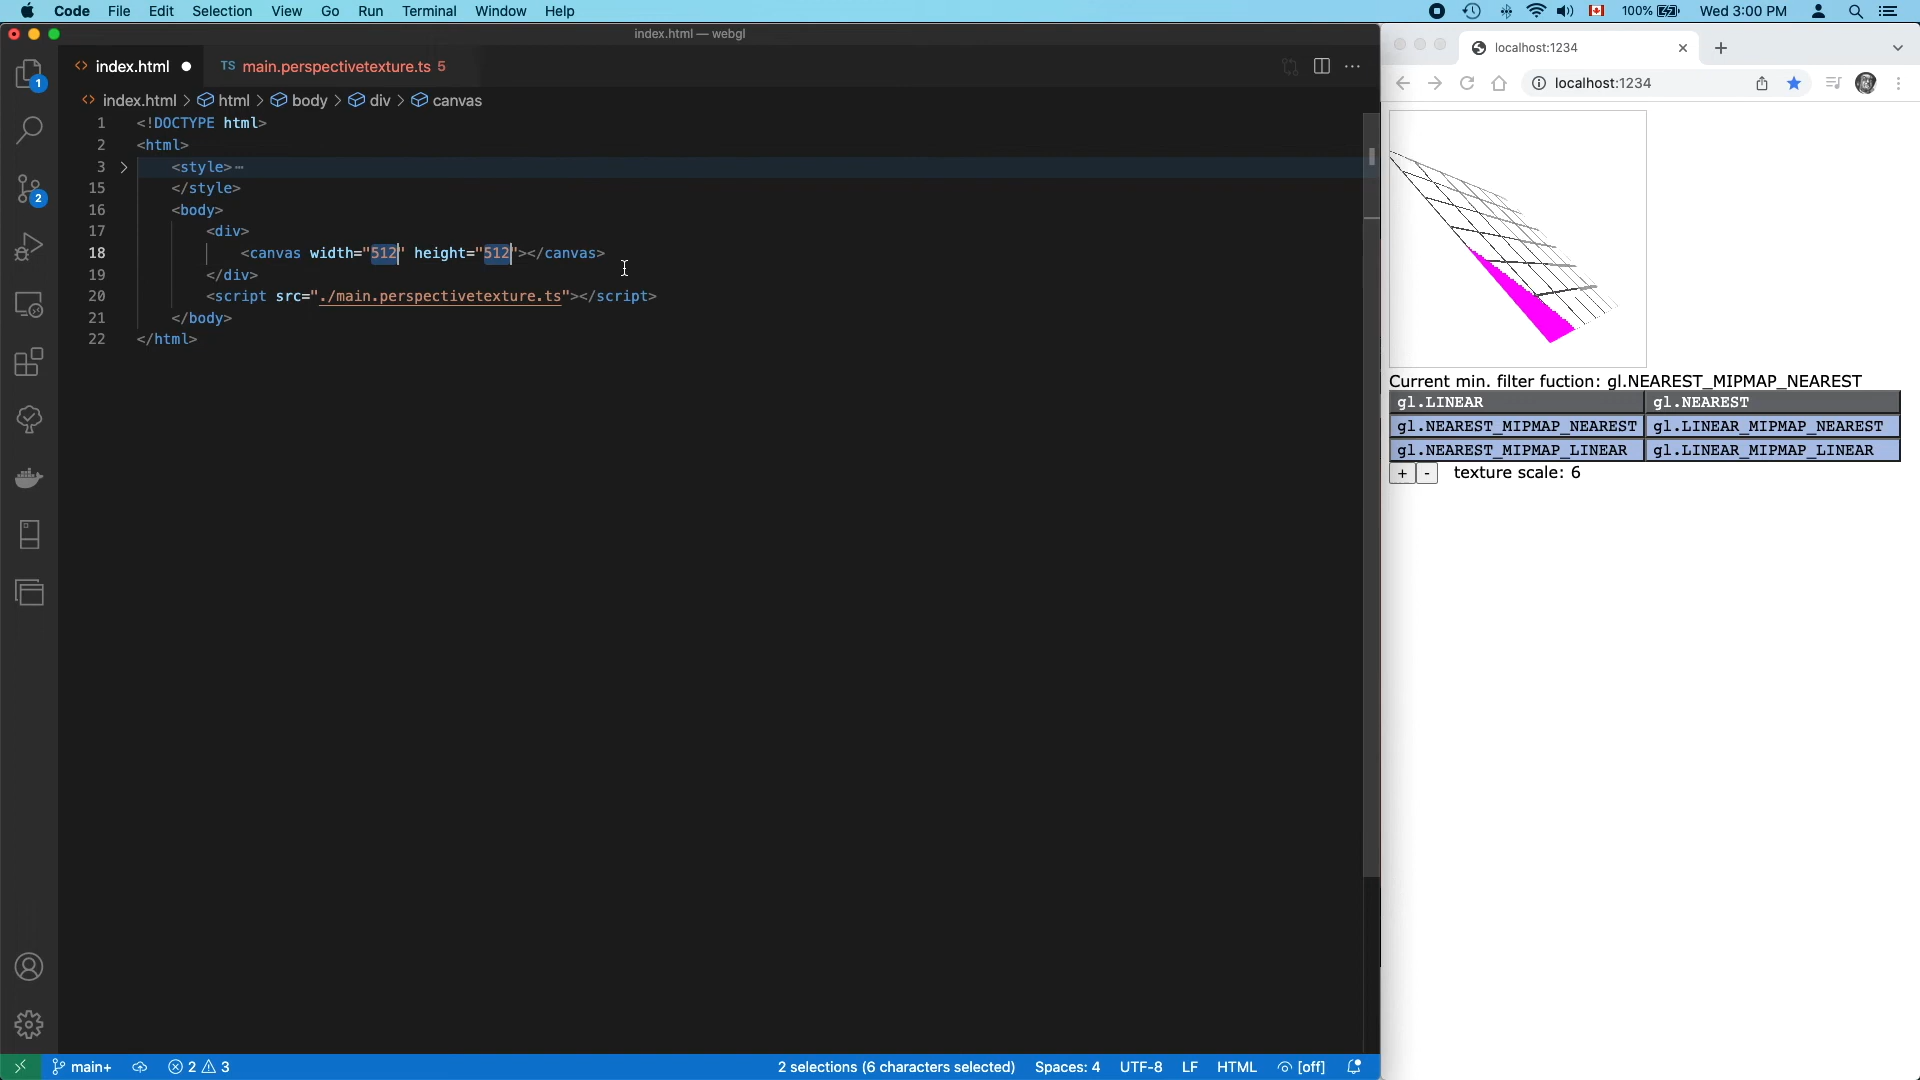 Code File Edit Selection View Go Run Terminal Window Help
100% Wed 3:00 PM
index.html — webgl
index.html
TS main.perspectivetexture.ts 5
index.html > html > body > div > canvas
1 <!DOCTYPE html>
2 <html>
3 <style>⋯
15 </style>
16 <body>
17 <div>
18 <canvas width="512" height="512"></canvas>
19 </div>
20 <script src="./main.perspectivetexture.ts"></script>
21 </body>
22 </html>
1
2
main+ 2 3
2 selections (6 characters selected) Spaces: 4 UTF-8 LF HTML [off]
localhost:1234
localhost:1234
Current min. filter fuction: gl.NEAREST_MIPMAP_NEAREST
gl.LINEAR gl.NEAREST
gl.NEAREST_MIPMAP_NEAREST gl.LINEAR_MIPMAP_NEAREST
gl.NEAREST_MIPMAP_LINEAR gl.LINEAR_MIPMAP_LINEAR
+ - texture scale: 6